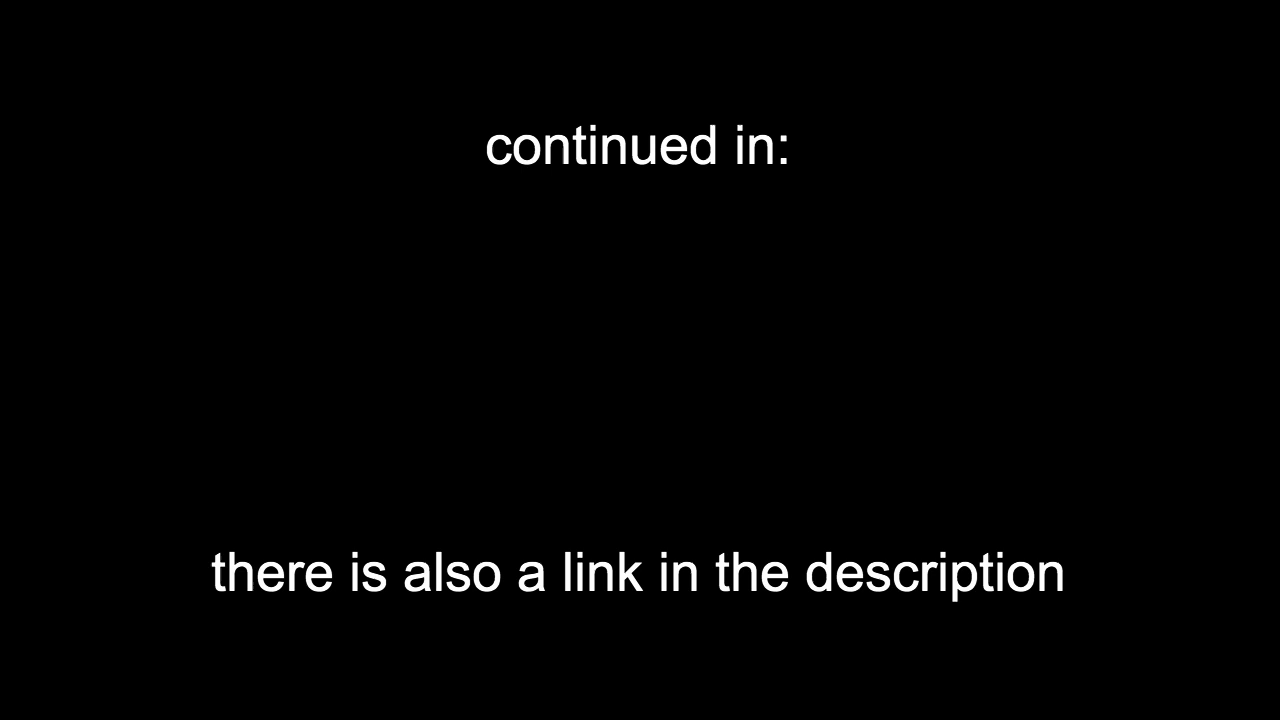 continued in:
there is also a link in the description